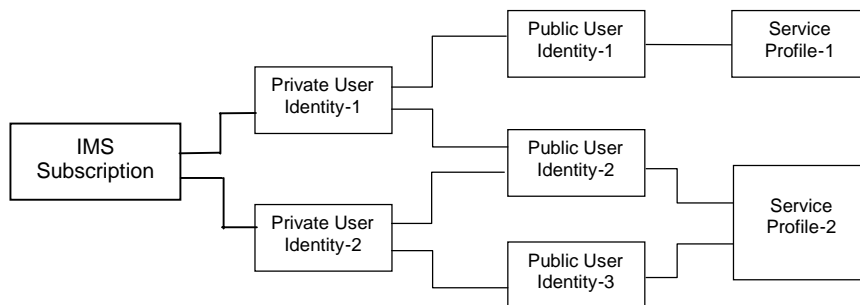 IMS
Subscription
Private User
Identity-1
Private User
Identity-2
Public User
Identity-1
Public User
Identity-2
Public User
Identity-3
Service
Profile-1
Service
Profile-2